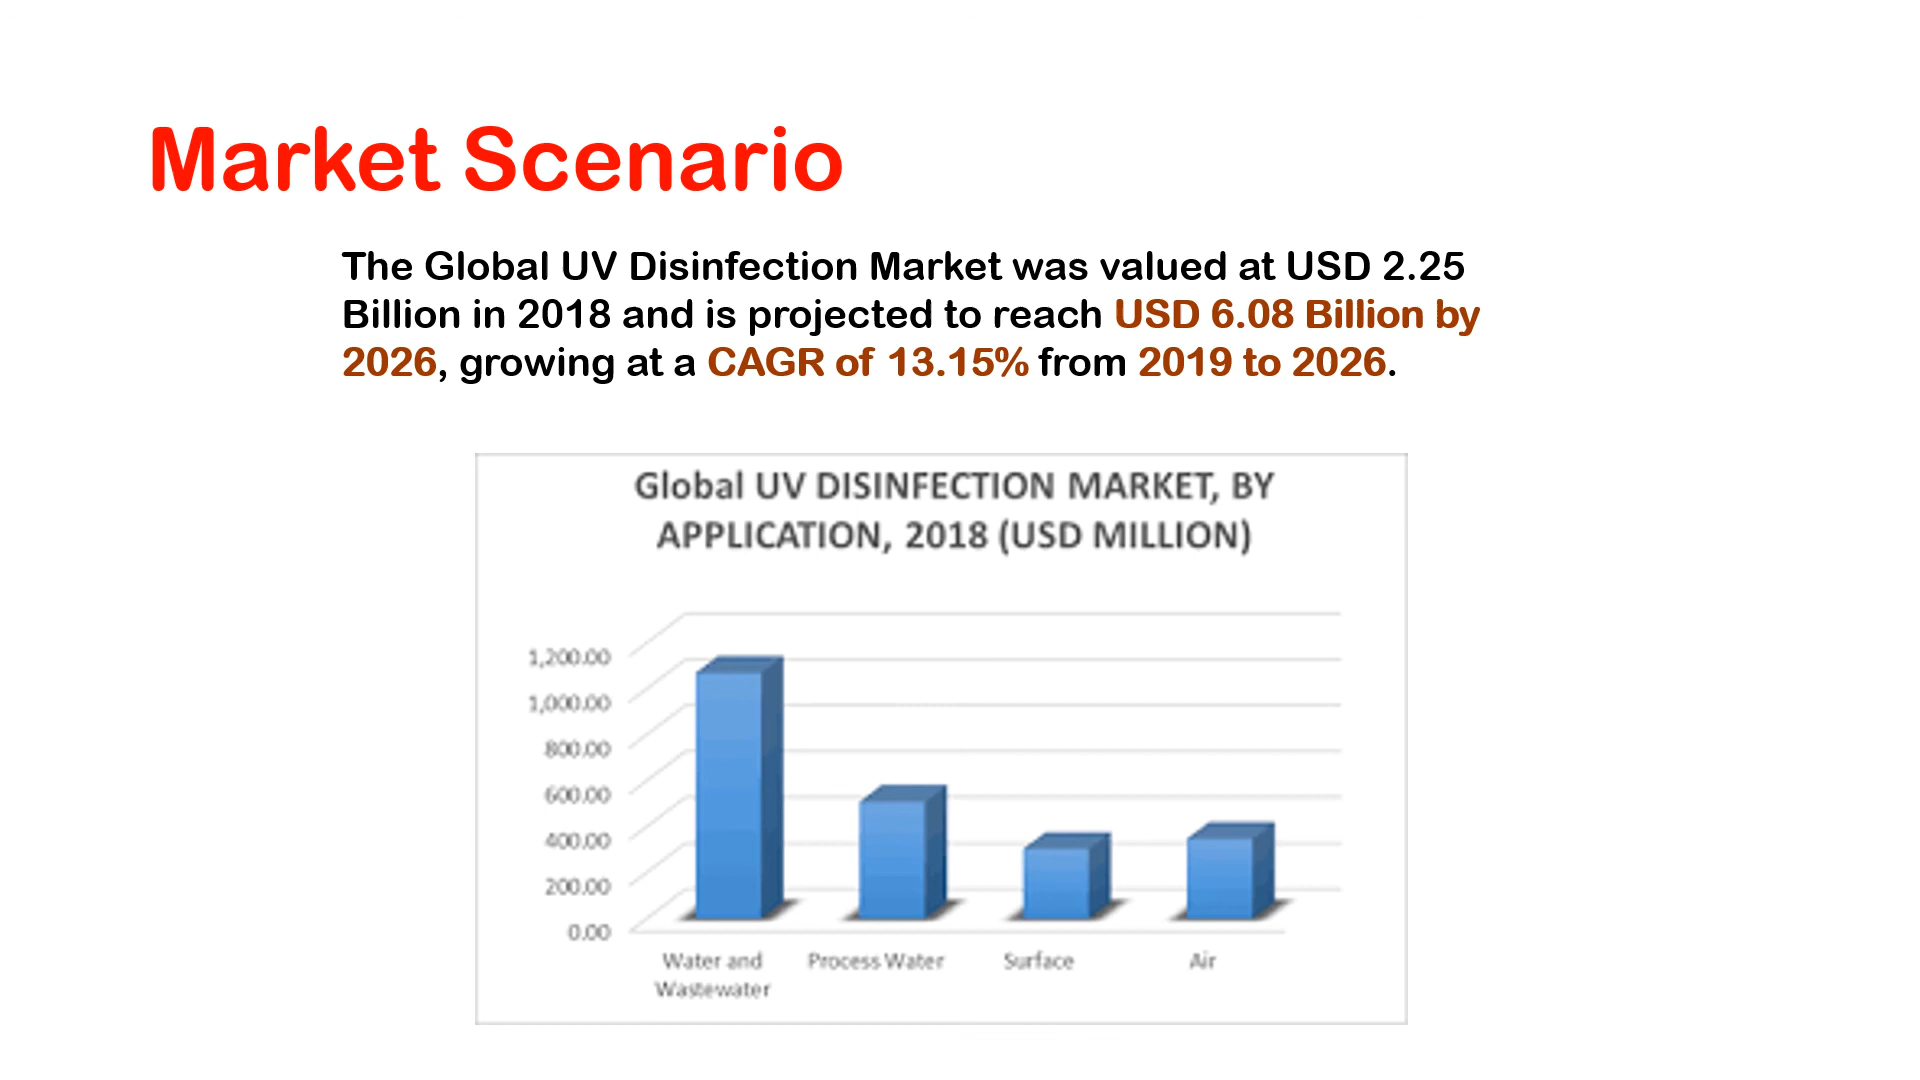 Market Scenario
The Global UV Disinfection Market was valued at USD 2.25
Billion in 2018 and is projected to reach USD 6.08 Billion by
2026, growing at a CAGR of 13.15% from 2019 to 2026.
Global UV DISINFECTION MARKET, BY
APPLICATION, 2018 (USD MILLION)
1,200.00
1,000.00
800.00
600.00
400.00
200.00
0.00
Water and
Wastewater
Process Water
Surface
Air